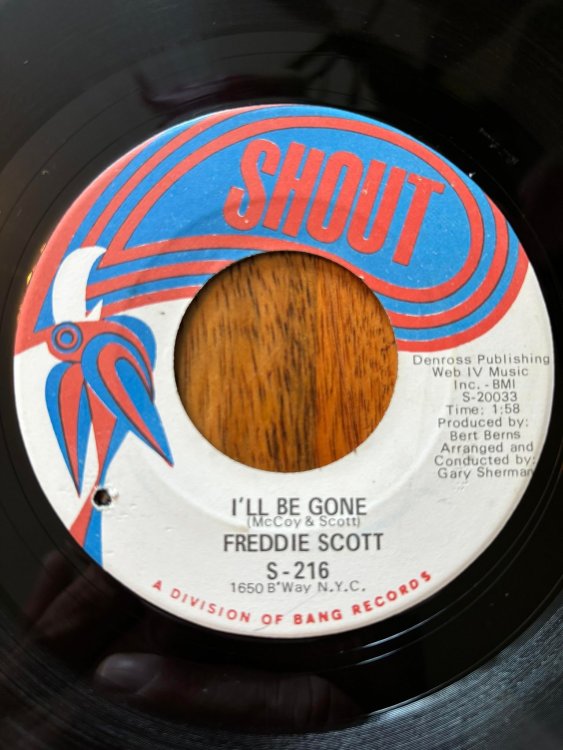 SHOUT
Denross Publishing
Web IV Music
Inc. - BMI
S-20033
Time: 1:58
Produced by:
Bert Berns
Arranged and
Conducted by:
Gary Sherman
I'LL BE GONE
(McCoy & Scott)
FREDDIE SCOTT
S-216
1650 B'Way N.Y.C.
A DIVISION OF BANG RECORDS